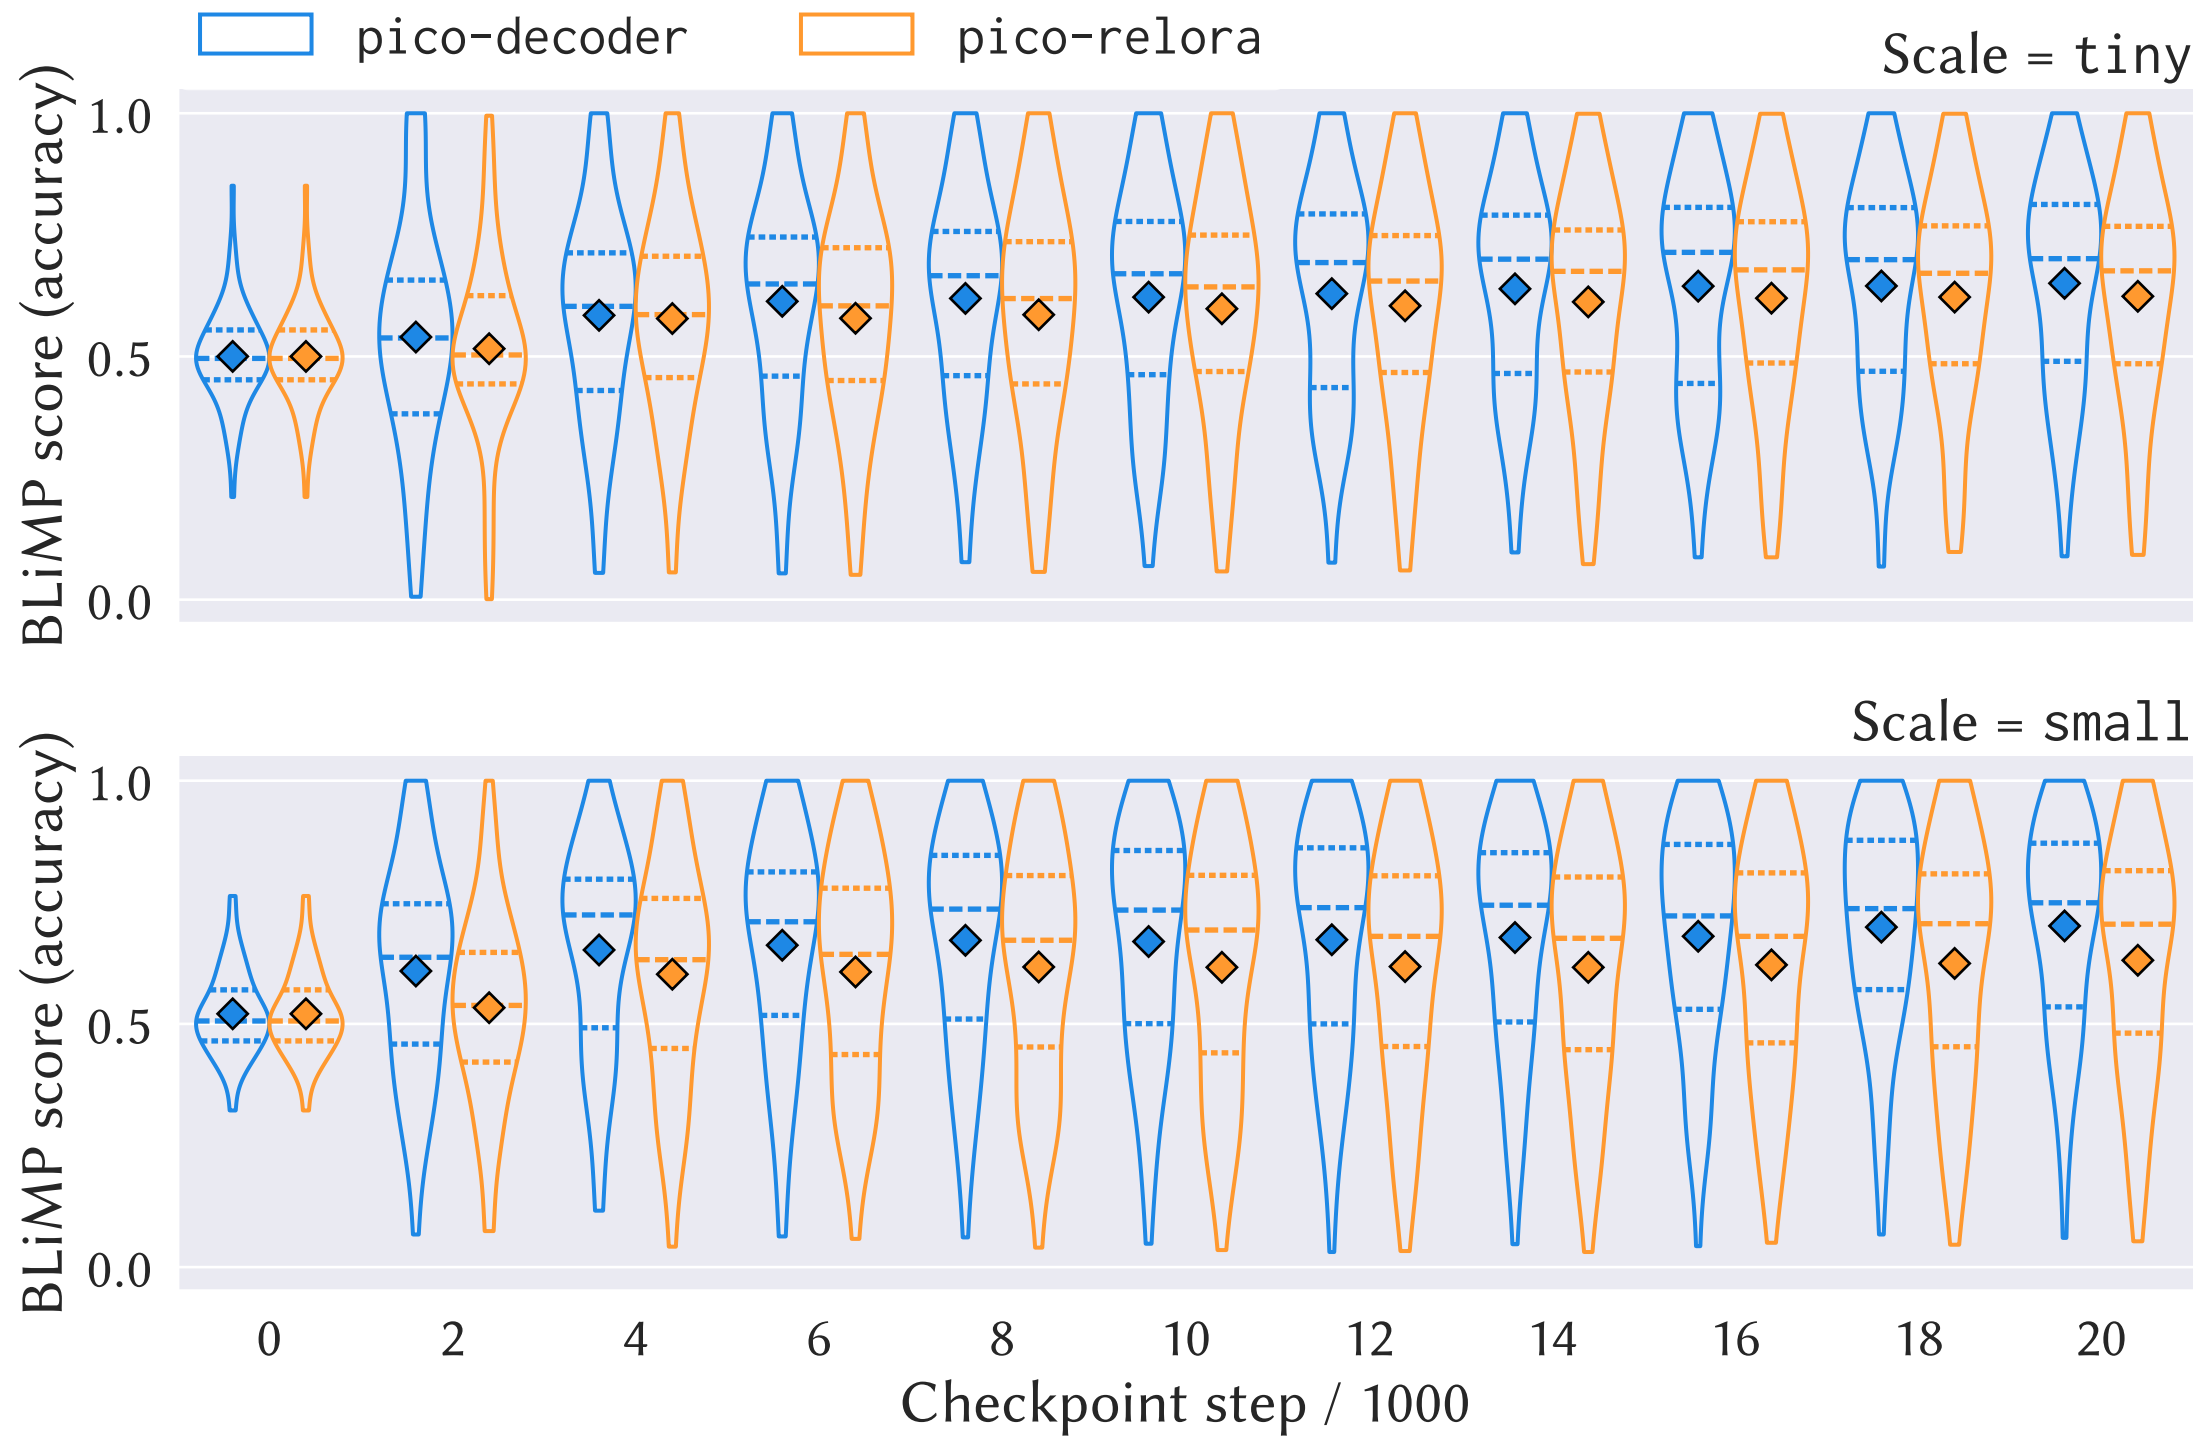 pico-decoder pico-relora
Scale = tiny
BLiMP score (accuracy)
1.0
0.5
0.0
Scale = small
BLiMP score (accuracy)
1.0
0.5
0.0
0 2 4 6 8 10 12 14 16 18 20
Checkpoint step / 1000